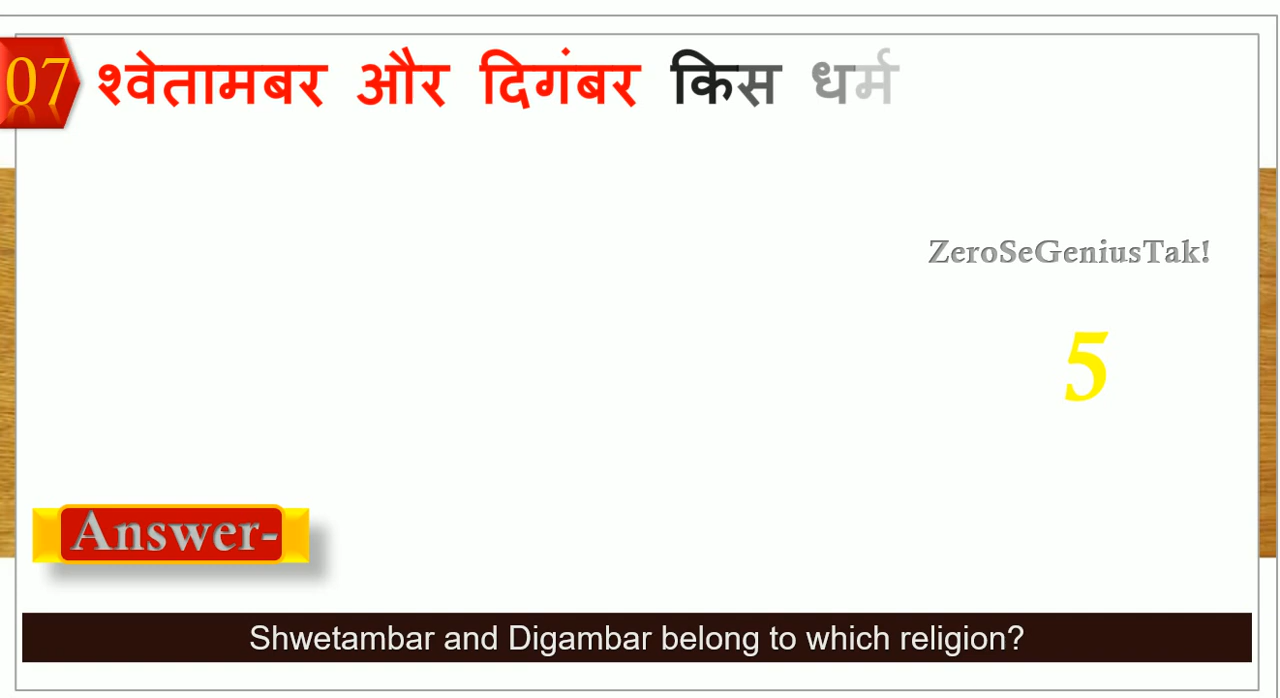 07 श्वेतामबर और दिगंबर किस धर्म
ZeroSeGeniusTak!
5
Answer-
Shwetambar and Digambar belong to which religion?